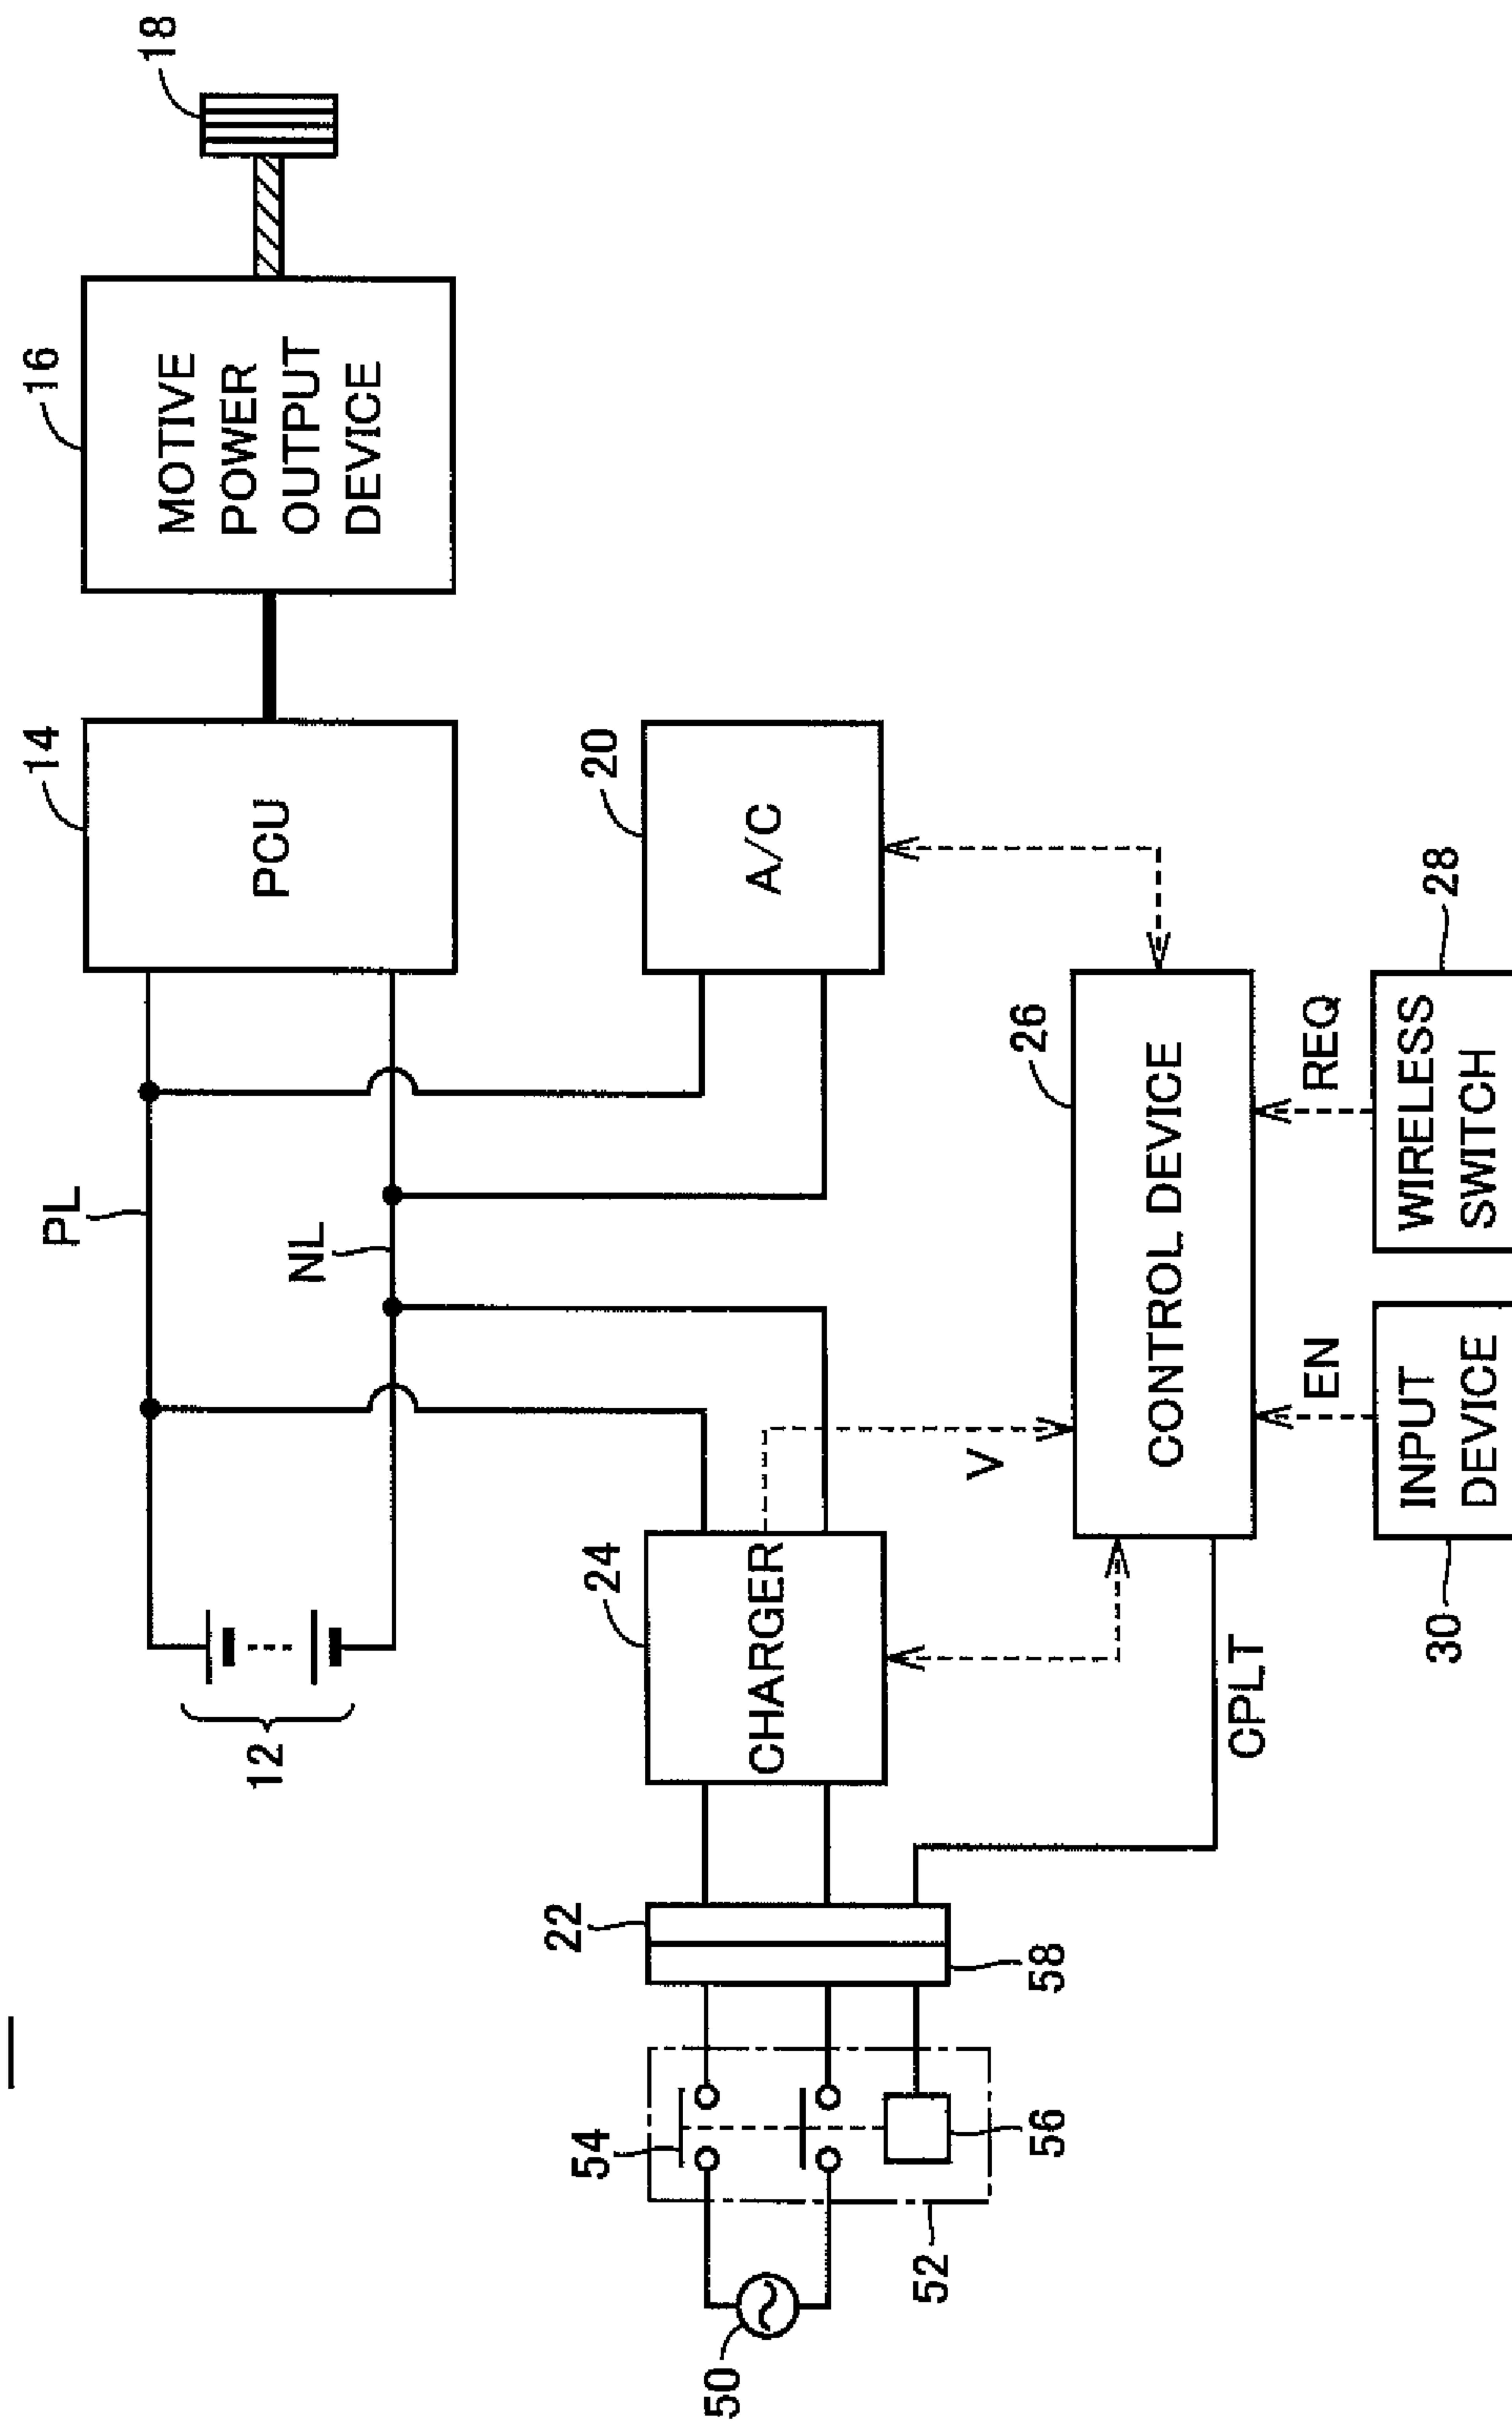 18
16
MOTIVE
POWER
OUTPUT
DEVICE
14
PCU
20
A/C
PL
NL
26
CONTROL DEVICE
REQ
28
WIRELESS
SWITCH
EN
INPUT
DEVICE
30
V
24
CHARGER
12
CPLT
22
58
54
56
52
50